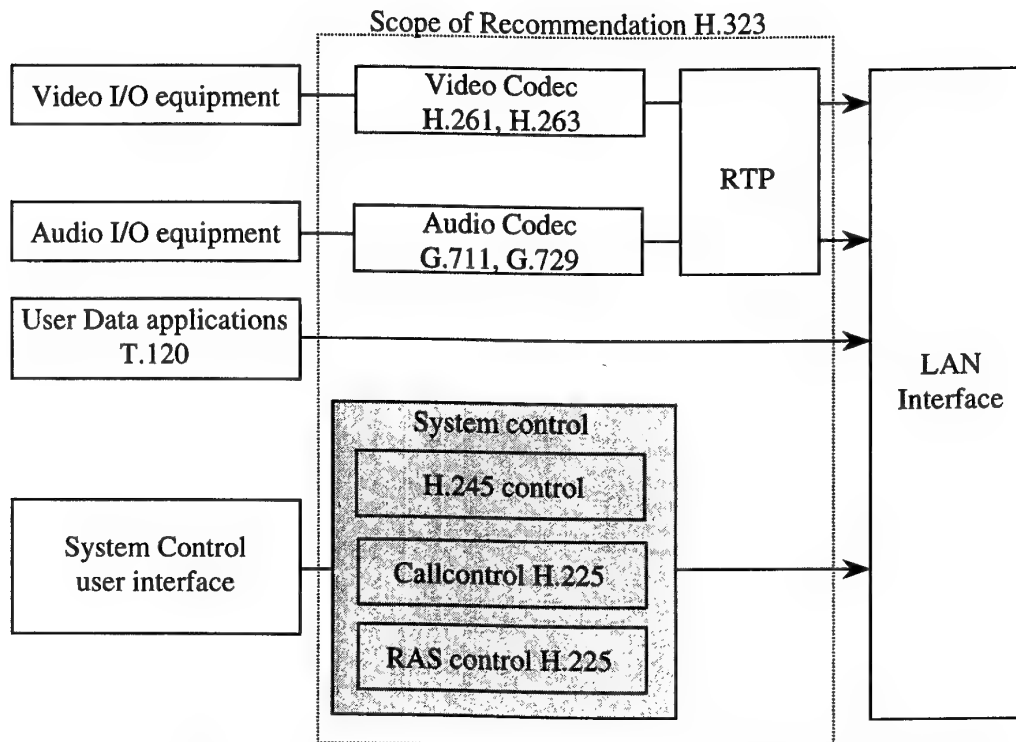 Scope of Recommendation H.323
Video I/O equipment
Video Codec
H.261, H.263
RTP
Audio I/O equipment
Audio Codec
G.711, G.729
User Data applications
T.120
LAN
Interface
System control
H.245 control
System Control
user interface
Callcontrol H.225
RAS control H.225